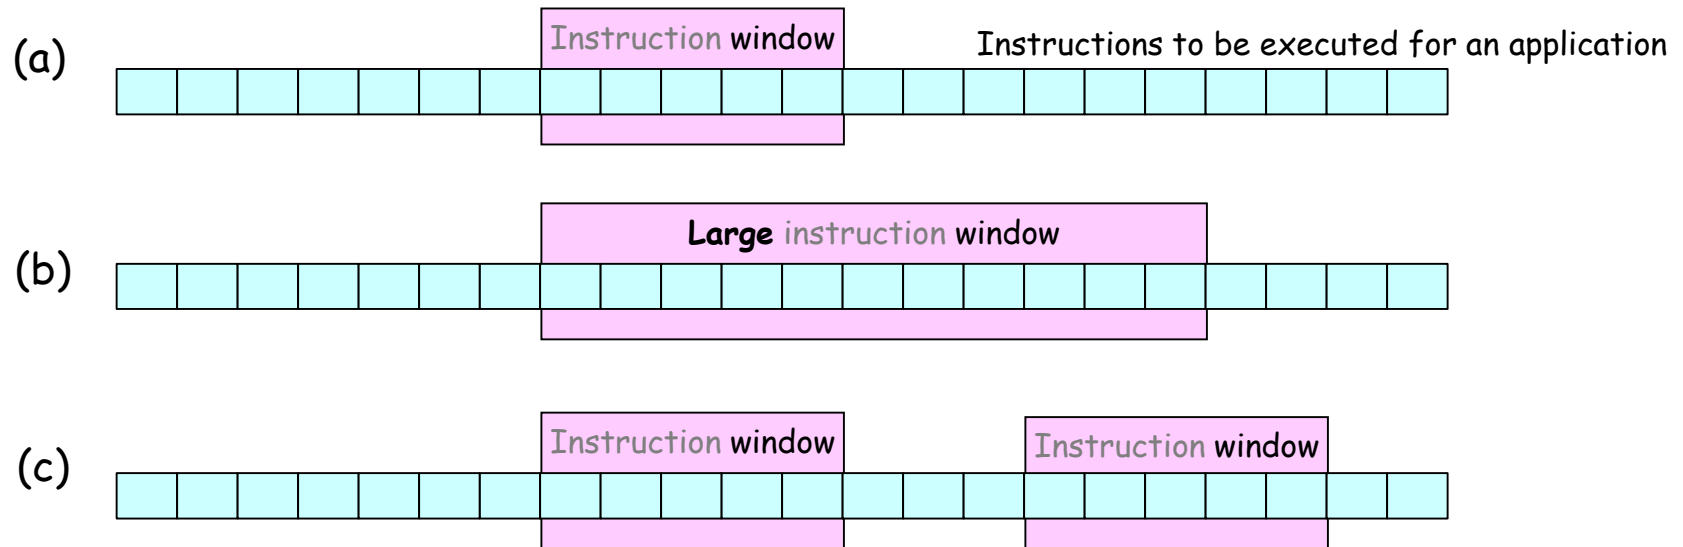 (a)
Instruction window
Instructions to be executed for an application
(b)
Large instruction window
(c)
Instruction window
Instruction window